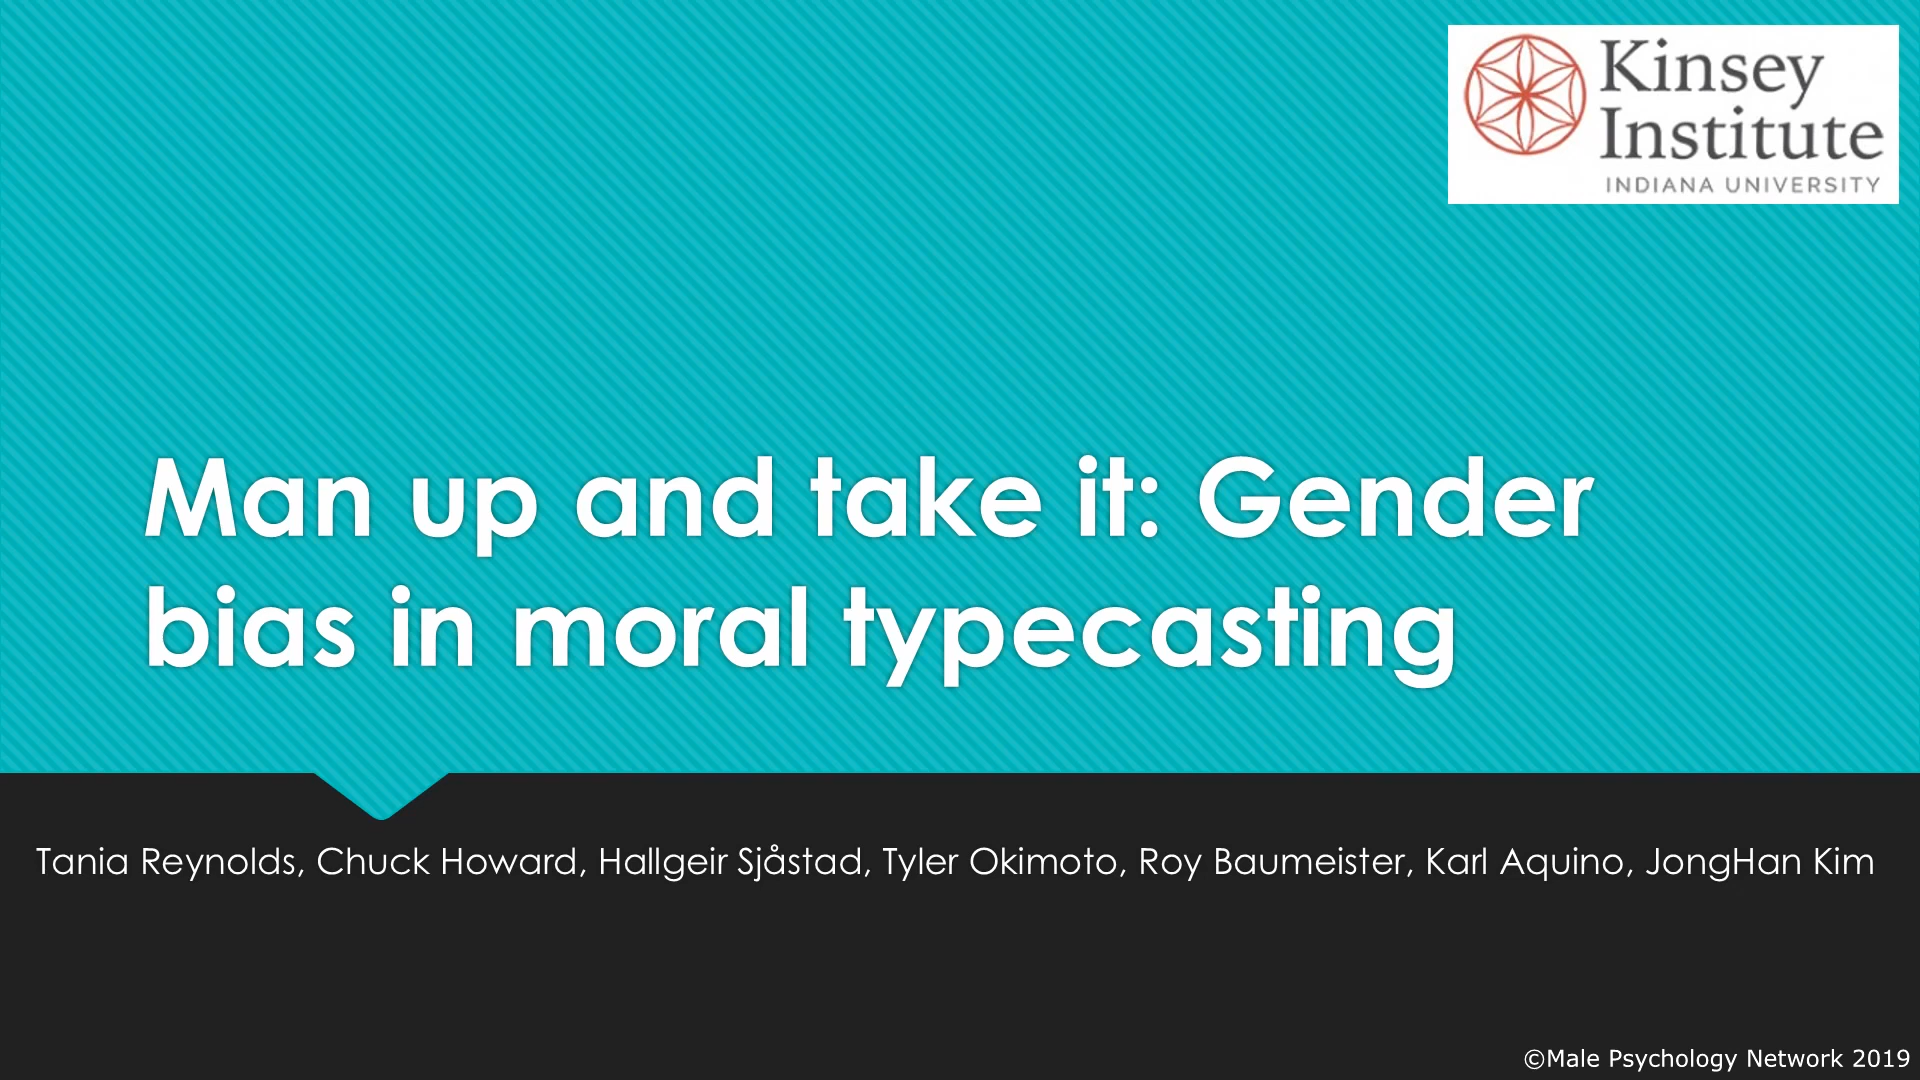 Kinsey
Institute
INDIANA UNIVERSITY
Man up and take it: Gender
bias in moral typecasting
Tania Reynolds, Chuck Howard, Hallgeir Sjåstad, Tyler Okimoto, Roy Baumeister, Karl Aquino, JongHan Kim
©Male Psychology Network 2019